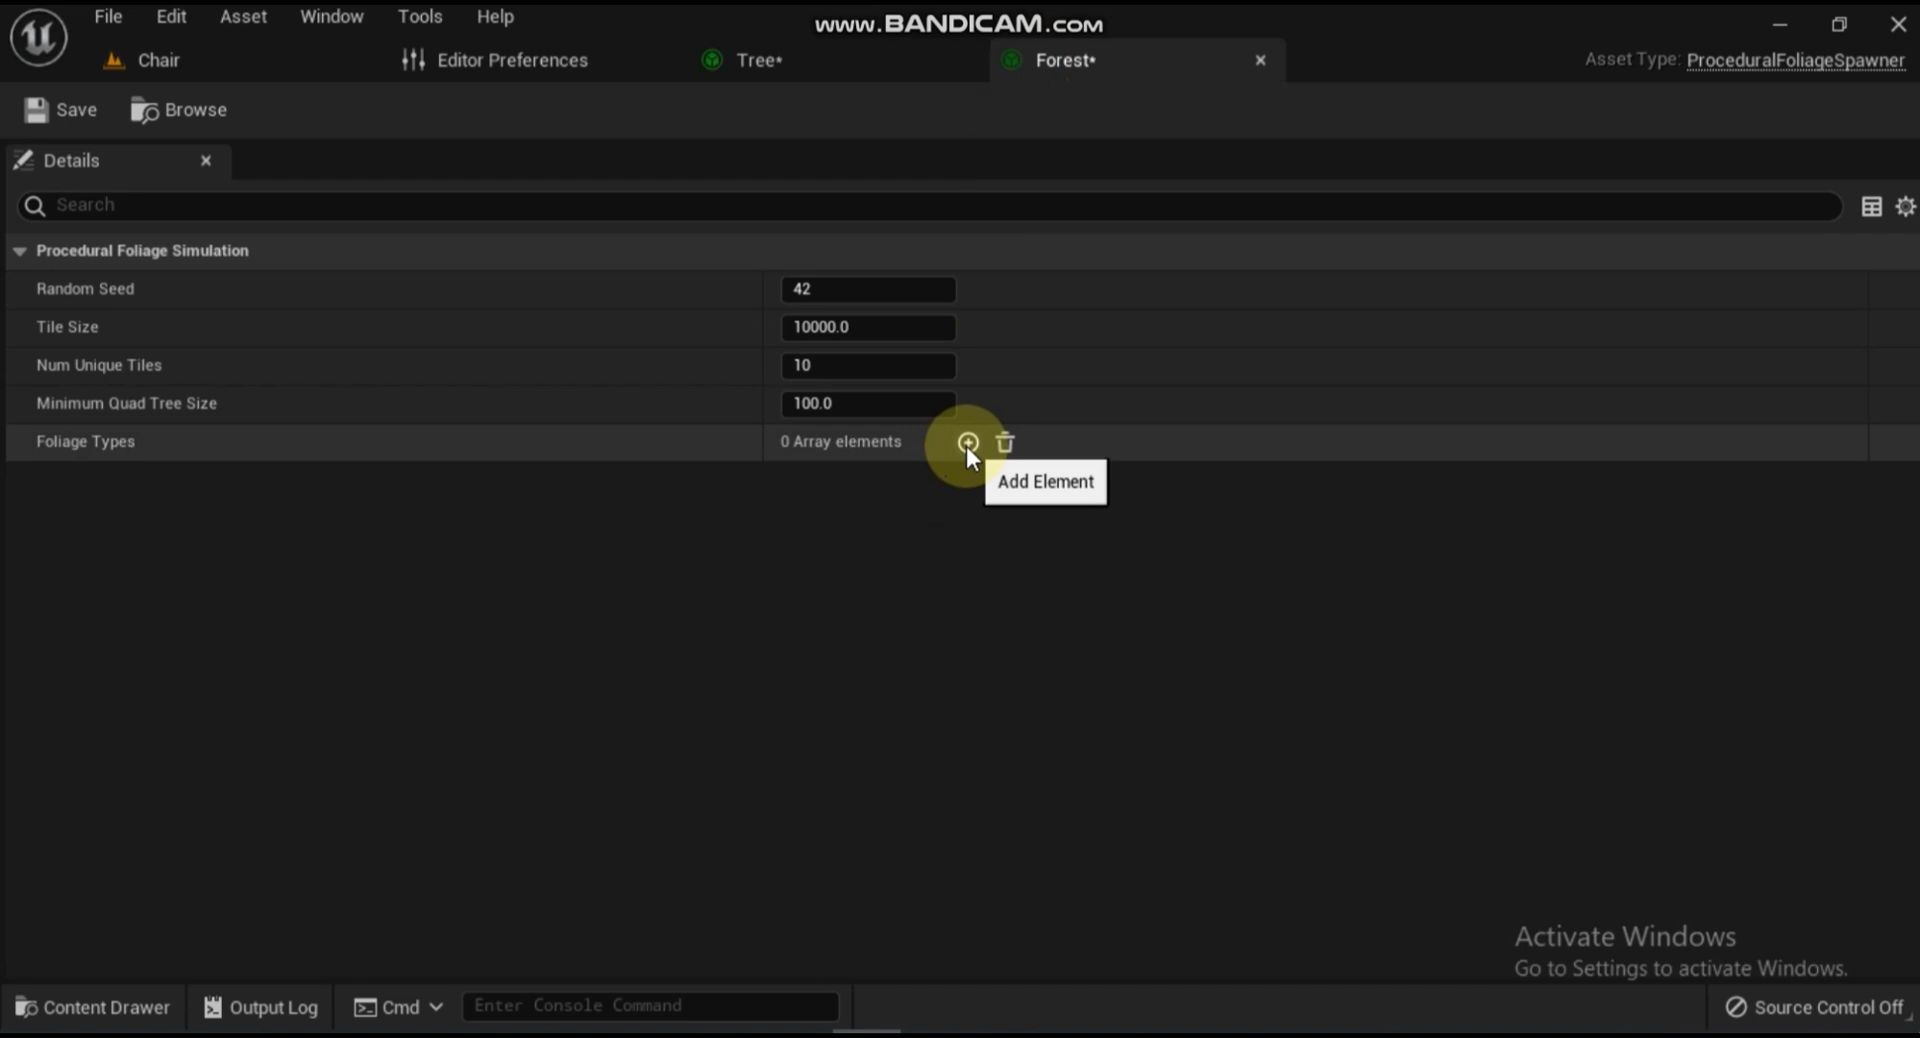 File Edit Asset Window Tools Help
www.BANDICAM.com
Chair Editor Preferences Tree* Forest* Asset Type: ProceduralFoliageSpawner
Save Browse
Details
Search
Procedural Foliage Simulation
Random Seed 42
Tile Size 10000.0
Num Unique Tiles 10
Minimum Quad Tree Size 100.0
Foliage Types 0 Array elements
Add Element
Activate Windows
Go to Settings to activate Windows.
Content Drawer Output Log Cmd Enter Console Command Source Control Off